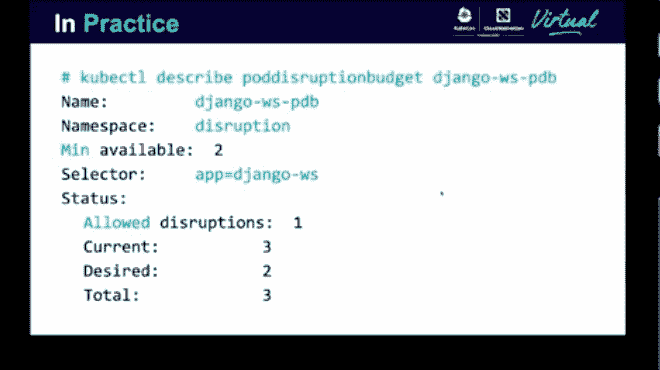 In Practice
Virtual
# kubectl describe poddisruptionbudget django-ws-pdb
Name: django-ws-pdb
Namespace: disruption
Min available: 2
Selector: app=django-ws
Status:
Allowed disruptions: 1
Current: 3
Desired: 2
Total: 3